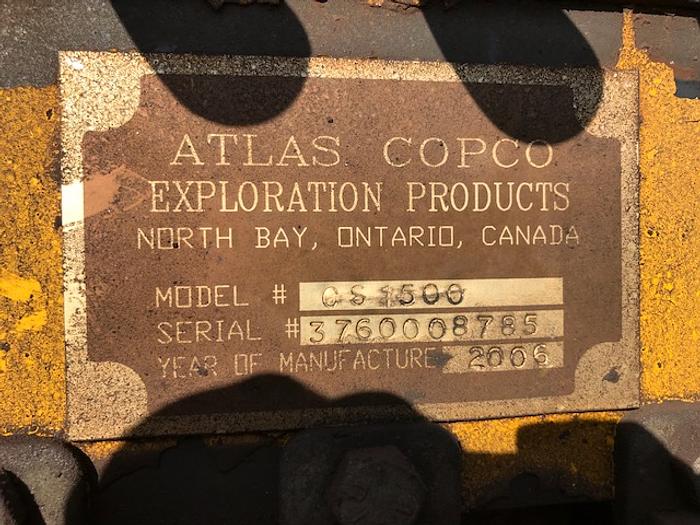 ATLAS COPCO
EXPLORATION PRODUCTS
NORTH BAY, ONTARIO, CANADA
MODEL # CS1500
SERIAL # 3760008785
YEAR OF MANUFACTURE 2006